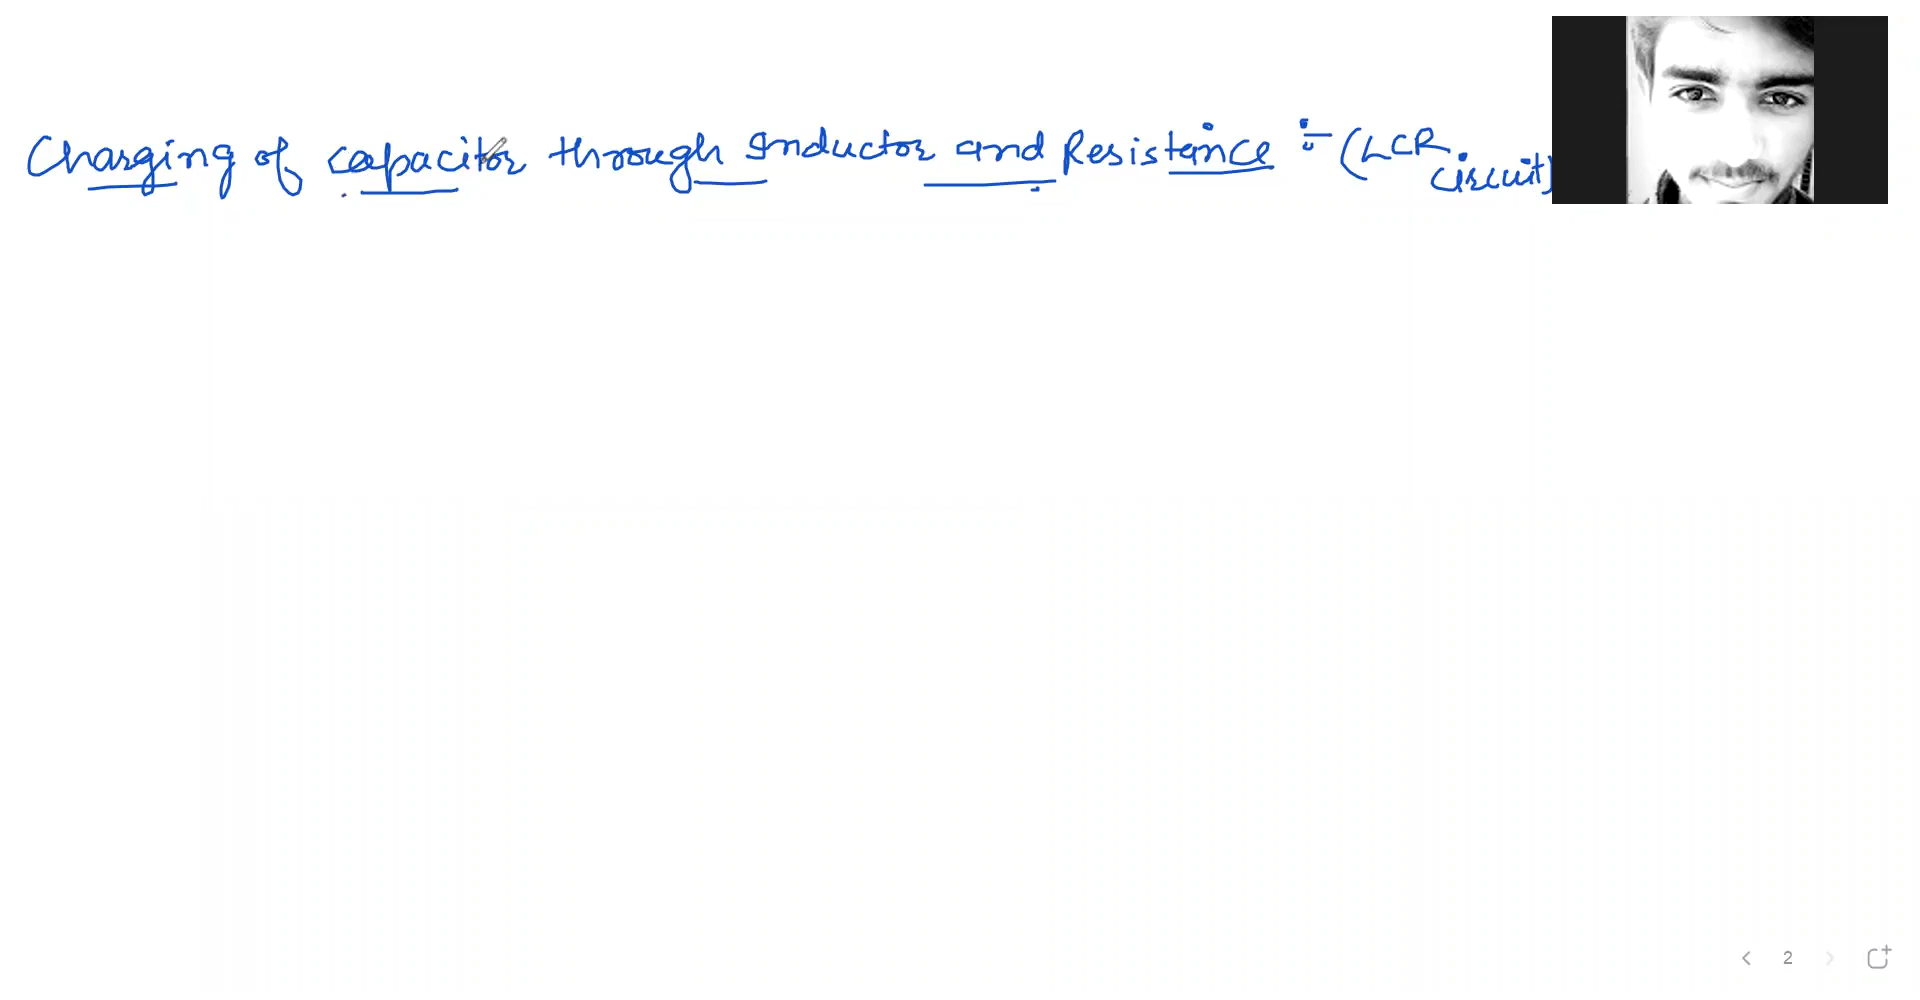 Charging of capacitor through Inductor and Resistance :- (LCR circuit)
2